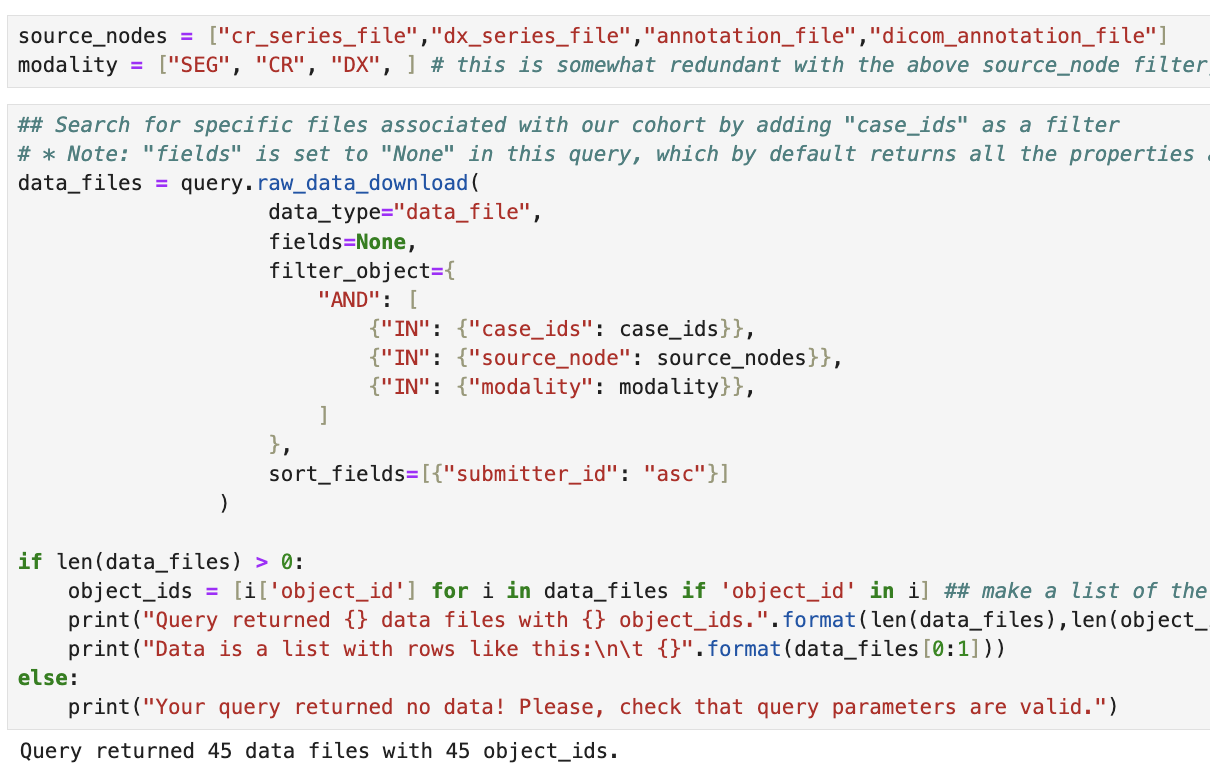 source_nodes = ["cr_series_file","dx_series_file","annotation_file","dicom_annotation_file"]
modality = ["SEG", "CR", "DX", ] # this is somewhat redundant with the above source_node filter,
## Search for specific files associated with our cohort by adding "case_ids" as a filter
# * Note: "fields" is set to "None" in this query, which by default returns all the properties
data_files = query.raw_data_download(
                    data_type="data_file",
                    fields=None,
                    filter_object={
                        "AND": [
                            {"IN": {"case_ids": case_ids}},
                            {"IN": {"source_node": source_nodes}},
                            {"IN": {"modality": modality}},
                        ]
                    },
                    sort_fields=[{"submitter_id": "asc"}]
                )
if len(data_files) > 0:
    object_ids = [i['object_id'] for i in data_files if 'object_id' in i] ## make a list of the
    print("Query returned {} data files with {} object_ids.".format(len(data_files),len(object_
    print("Data is a list with rows like this:\n\t {}".format(data_files[0:1]))
else:
    print("Your query returned no data! Please, check that query parameters are valid.")
Query returned 45 data files with 45 object_ids.